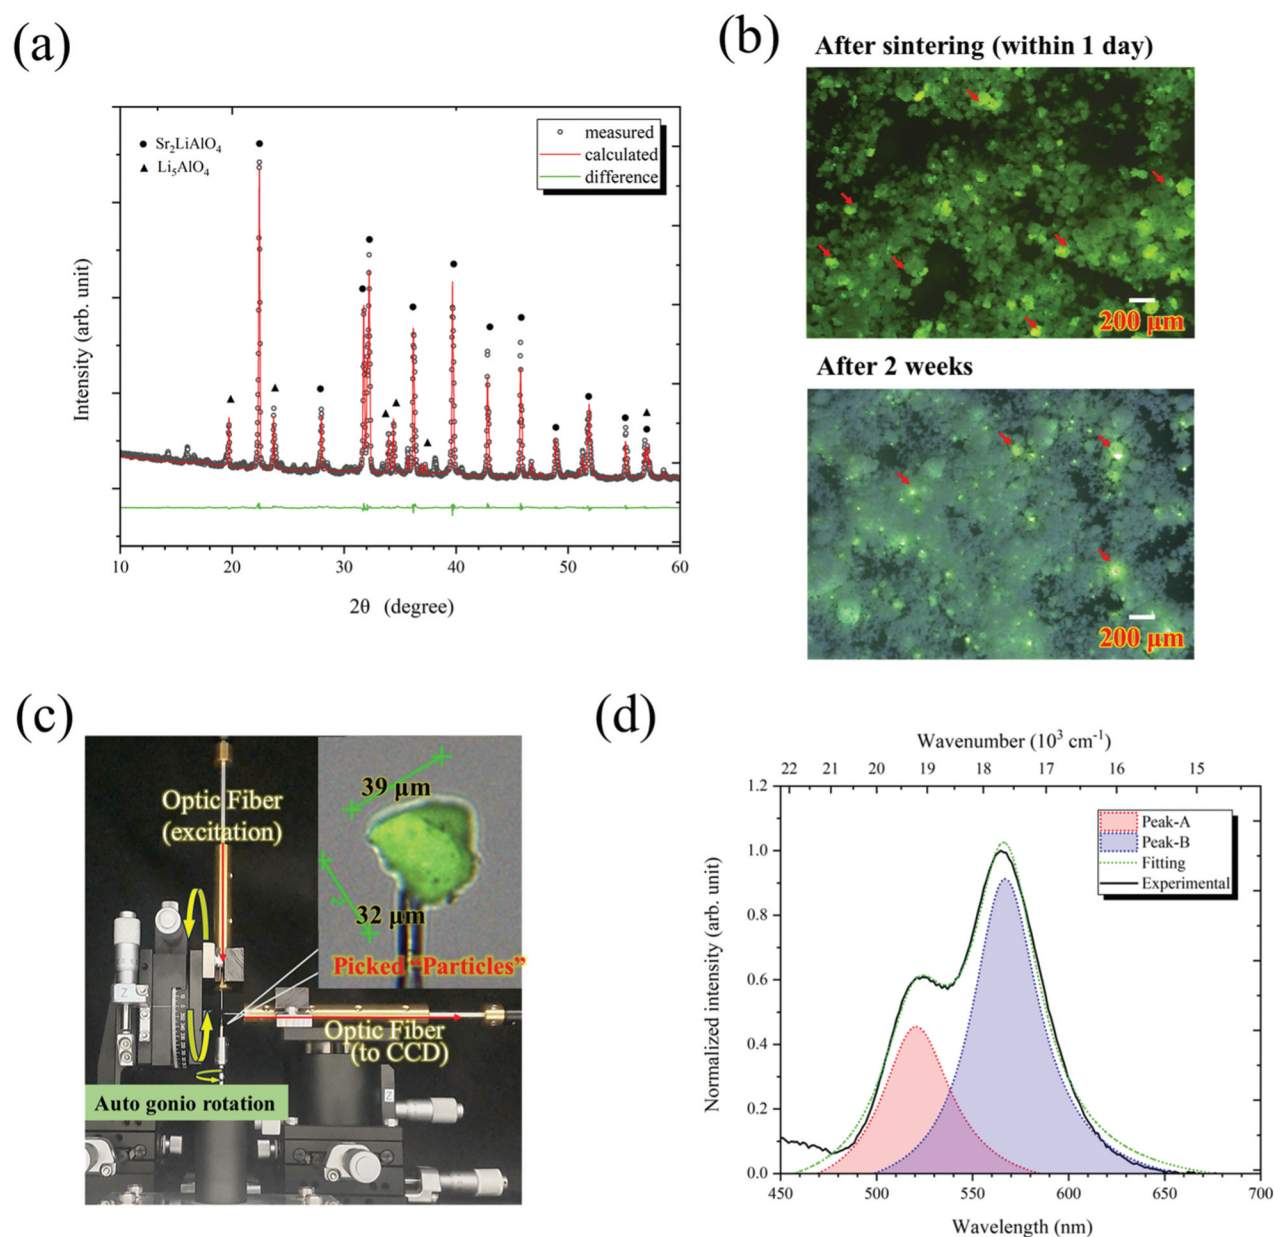 (a)
Sr₂LiAlO₄
Li₅AlO₄
measured
calculated
difference
Intensity (arb. unit)
10
20
30
40
50
60
2θ (degree)
(b)
After sintering (within 1 day)
200 μm
After 2 weeks
200 μm
(c)
Optic Fiber
(excitation)
39 μm
32 μm
Picked “Particles”
Z
Optic Fiber
(to CCD)
Z
Auto gonio rotation
(d)
Wavenumber (10³ cm⁻¹)
22 21 20 19 18 17 16 15
1.2
1.0
0.8
0.6
0.4
0.2
0.0
Normalized intensity (arb. unit)
Peak-A
Peak-B
Fitting
Experimental
450 500 550 600 650 700
Wavelength (nm)